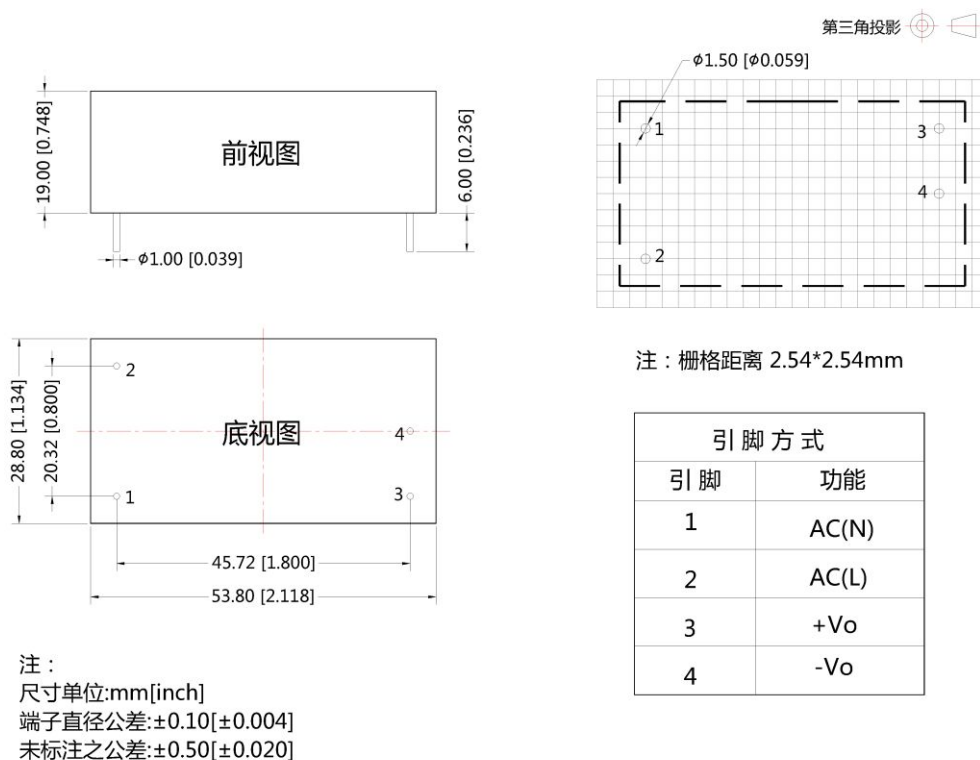 第三角投影
ϕ1.50 [ϕ0.059]
19.00 [0.748]
前视图
6.00 [0.236]
ϕ1.00 [0.039]
1
3
4
2
28.80 [1.134]
20.32 [0.800]
2
底视图
4
1
3
45.72 [1.800]
53.80 [2.118]
注：栅格距离 2.54*2.54mm
引脚方式
引脚 功能
1 AC(N)
2 AC(L)
3 +Vo
4 -Vo
注：
尺寸单位:mm[inch]
端子直径公差:±0.10[±0.004]
未标注之公差:±0.50[±0.020]